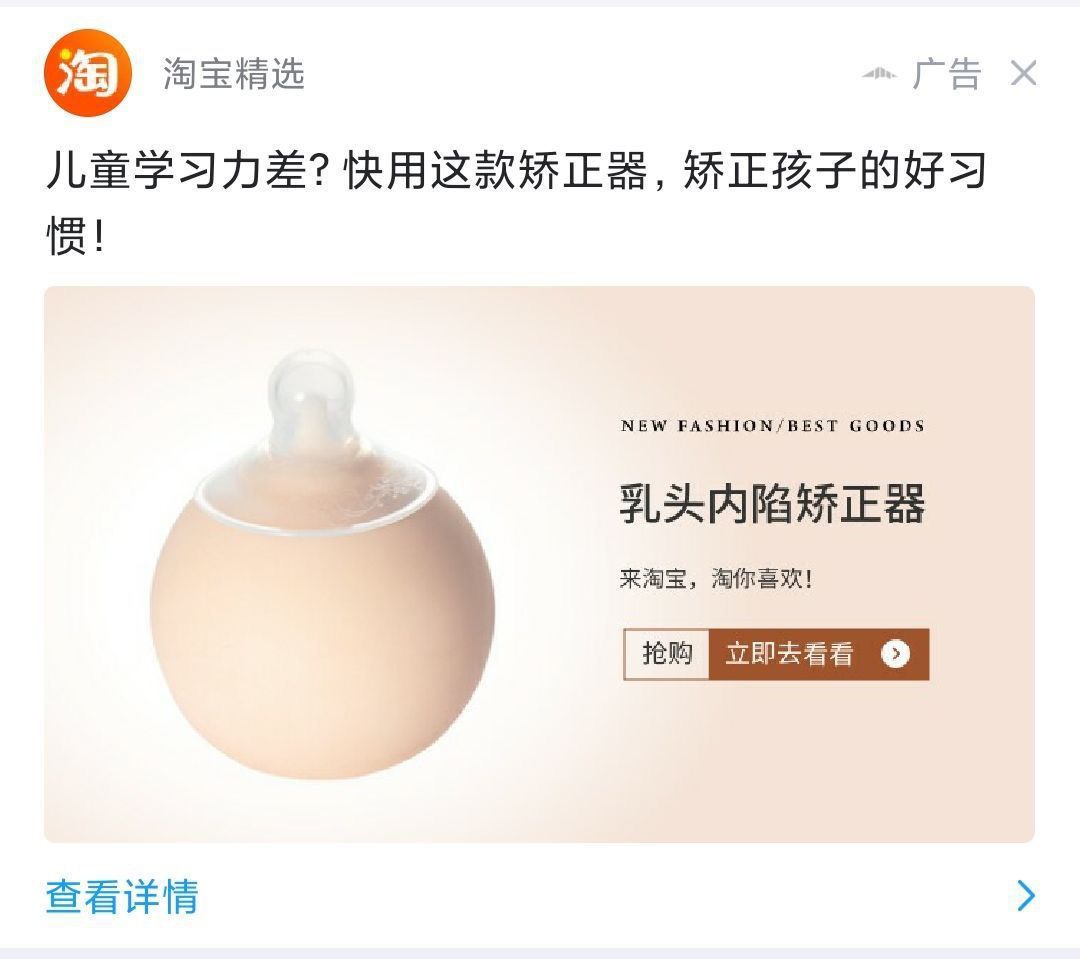 淘
淘宝精选
广告
儿童学习力差?快用这款矫正器,矫正孩子的好习
惯!
NEW FASHION/BEST GOODS
乳头内陷矫正器
来淘宝，淘你喜欢!
抢购 立即去看看
查看详情